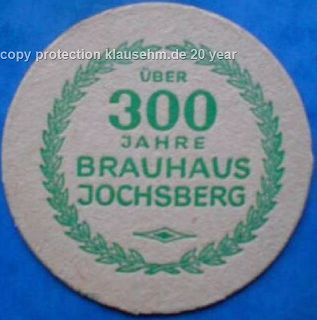 copy protection klausehm.de 20 year
ÜBER
300
JAHRE
BRAUHAUS
JOCHSBERG